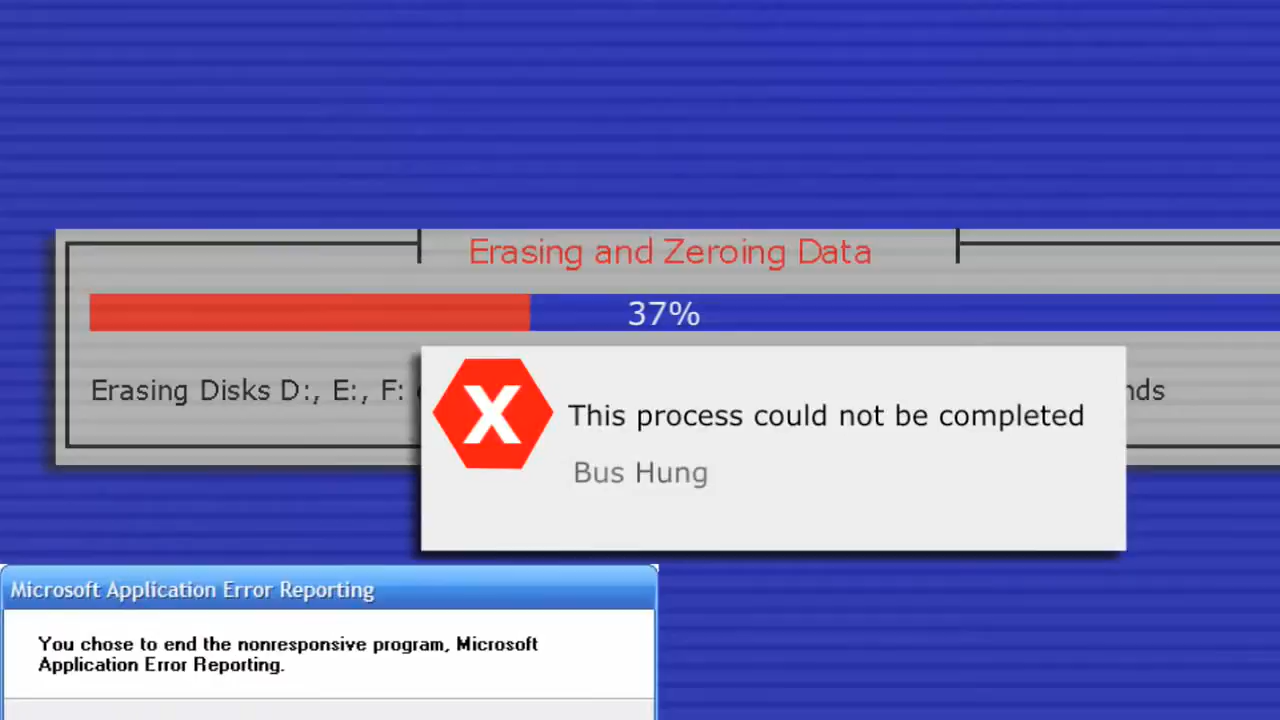 Erasing and Zeroing Data
37%
Erasing Disks D:, E:, F:
This process could not be completed
Bus Hung
Microsoft Application Error Reporting
You chose to end the nonresponsive program, Microsoft
Application Error Reporting.